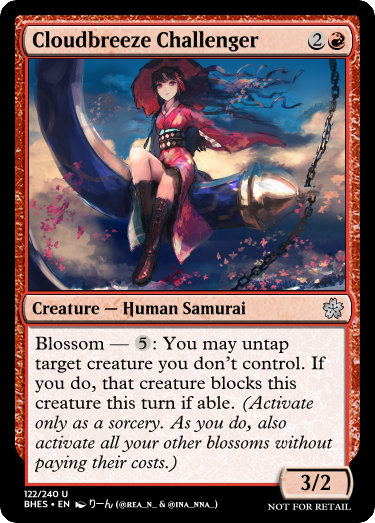 Cloudbreeze Challenger 2
Creature — Human Samurai
Blossom — 5: You may untap
target creature you don't control. If
you do, that creature blocks this
creature this turn if able. (Activate
only as a sorcery. As you do, also
activate all your other blossoms without
paying their costs.)
3/2
122/240 U
BHES • EN りーん (@REA_N_ & @INA_NNA_) NOT FOR RETAIL